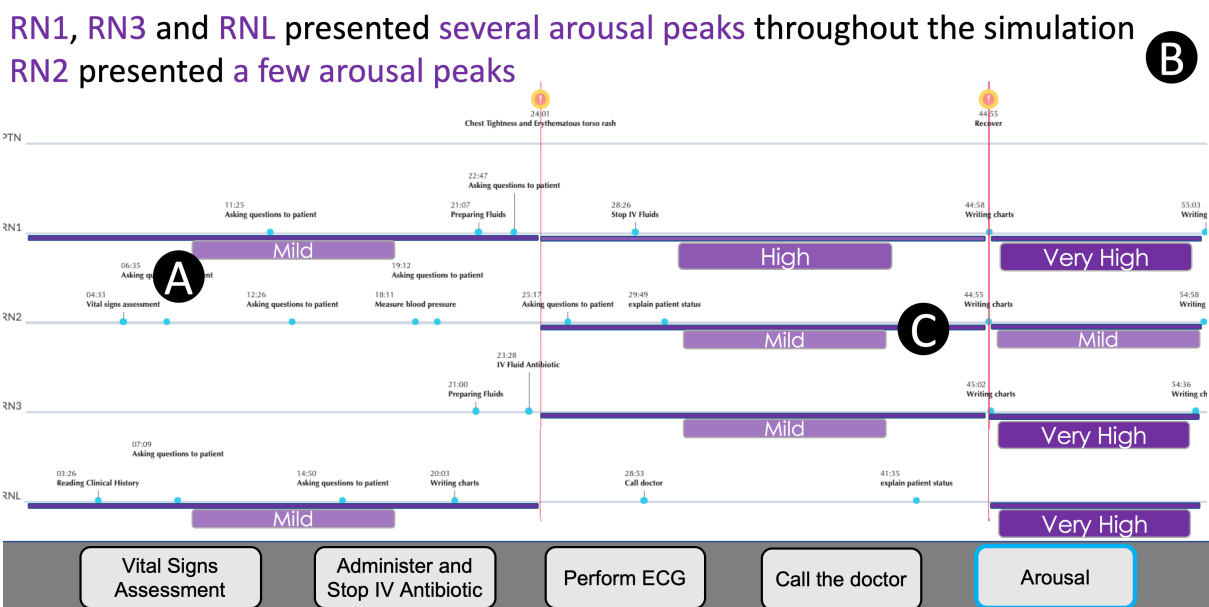 RN1, RN3 and RNL presented several arousal peaks throughout the simulation
RN2 presented a few arousal peaks
B
24:01
Chest Tightness and Erythematous torso rash
44:55
Recover
PTN
22:47
Asking questions to patient
11:25
Asking questions to patient
21:07
Preparing Fluids
28:26
Stop IV Fluids
44:58
Writing charts
55:03
Writing
RN1
Mild
High
Very High
06:35
Asking qu
nt
A
19:12
Asking questions to patient
04:33
Vital signs assessment
12:26
Asking questions to patient
18:11
Measure blood pressure
25:17
Asking questions to patient
29:49
explain patient status
44:55
Writing charts
54:58
Writing
RN2
C
Mild
Mild
23:28
IV Fluid Antibiotic
21:00
Preparing Fluids
45:02
Writing charts
54:36
Writing ch
RN3
Mild
Very High
07:09
Asking questions to patient
03:26
Reading Clinical History
14:50
Asking questions to patient
20:03
Writing charts
28:53
Call doctor
41:35
explain patient status
RNL
Mild
Very High
Vital Signs
Assessment
Administer and
Stop IV Antibiotic
Perform ECG
Call the doctor
Arousal